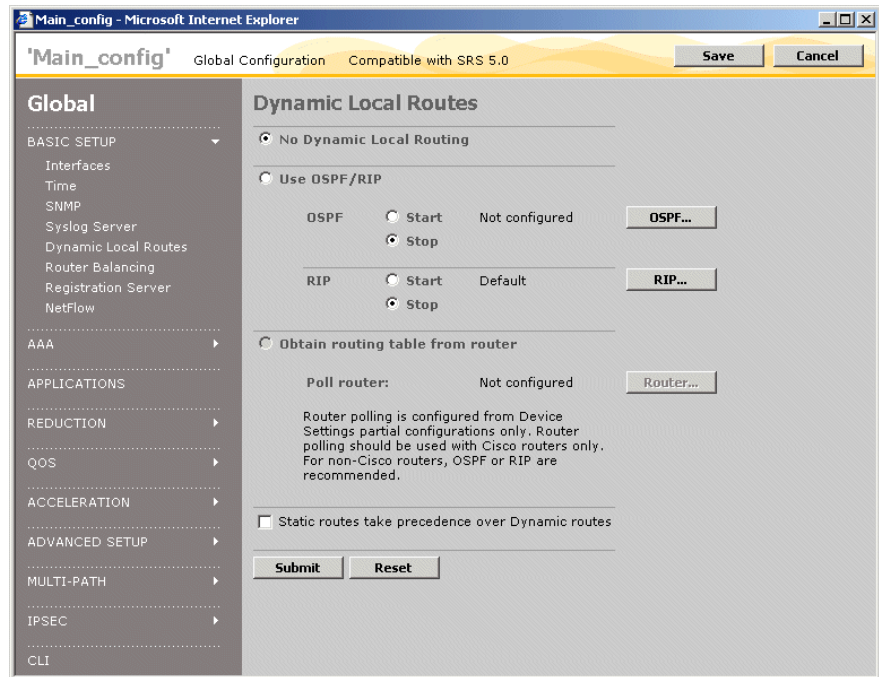 Main_config - Microsoft Internet Explorer
'Main_config' Global Configuration Compatible with SRS 5.0 Save Cancel
Global
BASIC SETUP
Interfaces
Time
SNMP
Syslog Server
Dynamic Local Routes
Router Balancing
Registration Server
NetFlow
AAA
APPLICATIONS
REDUCTION
QOS
ACCELERATION
ADVANCED SETUP
MULTI-PATH
IPSEC
CLI
Dynamic Local Routes
No Dynamic Local Routing
Use OSPF/RIP
OSPF Start Not configured OSPF...
Stop
RIP Start Default RIP...
Stop
Obtain routing table from router
Poll router: Not configured Router...
Router polling is configured from Device
Settings partial configurations only. Router
polling should be used with Cisco routers only.
For non-Cisco routers, OSPF or RIP are
recommended.
Static routes take precedence over Dynamic routes
Submit Reset